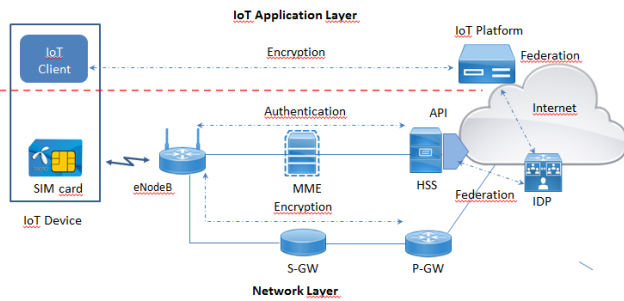 IoT Application Layer
IoT
Client
Encryption
IoT Platform
Federation
Internet
Authentication
API
SIM card
eNodeB
MME
HSS
IDP
Federation
Encryption
IoT Device
S-GW
P-GW
Network Layer